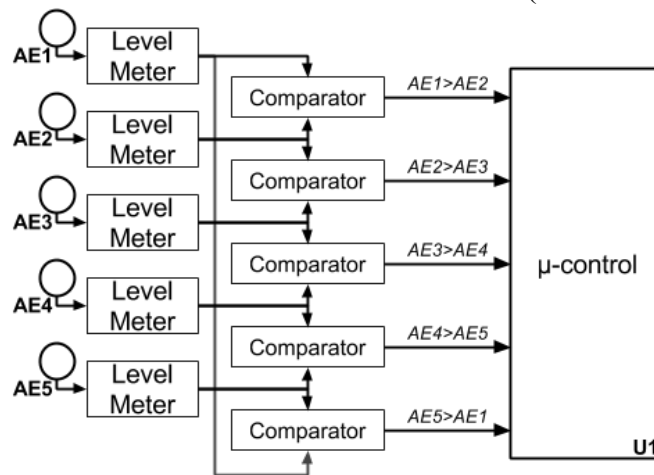 AE1
Level
Meter
Comparator
AE1>AE2
AE2
Level
Meter
Comparator
AE2>AE3
AE3
Level
Meter
Comparator
AE3>AE4
μ-control
AE4
Level
Meter
Comparator
AE4>AE5
AE5
Level
Meter
Comparator
AE5>AE1
U1